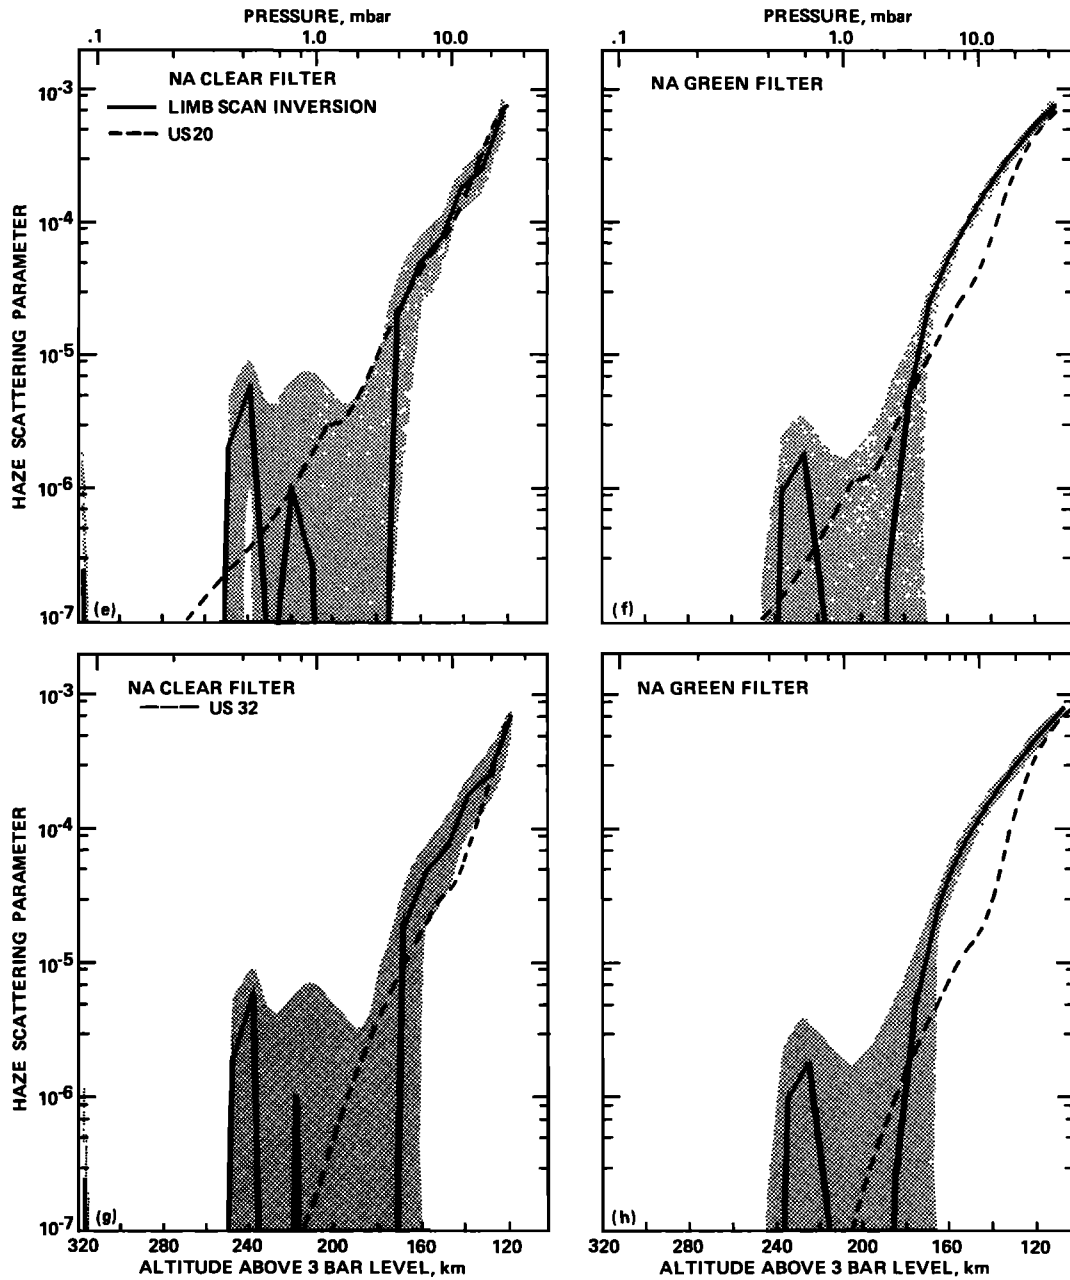 PRESSURE, mbar
PRESSURE, mbar
.1 1.0 10.0
.1 1.0 10.0
NA CLEAR FILTER
LIMB SCAN INVERSION
US20
NA GREEN FILTER
HAZE SCATTERING PARAMETER
10-3
10-4
10-5
10-6
10-7
(e)
(f)
NA CLEAR FILTER
US 32
NA GREEN FILTER
HAZE SCATTERING PARAMETER
10-3
10-4
10-5
10-6
10-7
(g)
(h)
320 280 240 200 160 120
320 280 240 200 160 120
ALTITUDE ABOVE 3 BAR LEVEL, km
ALTITUDE ABOVE 3 BAR LEVEL, km